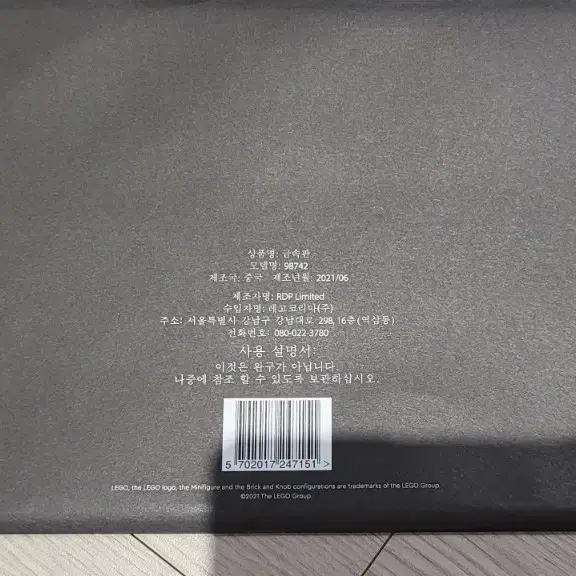 상품명: 금속판
모델명: 98742
제조국: 중국 제조년월: 2021/06
제조자명: RDP Limited
수입자명: 레고코리아(주)
주소: 서울특별시 강남구 강남대로 298, 16층(역삼동)
전화번호: 080-022-3780
사용 설명서:
이것은 완구가 아닙니다.
나중에 참조 할 수 있도록 보관하십시오.
5 702017 247151 >
LEGO, the LEGO logo, the Minifigure and the Brick and Knob configurations are trademarks of the LEGO Group.
©2021 The LEGO Group.